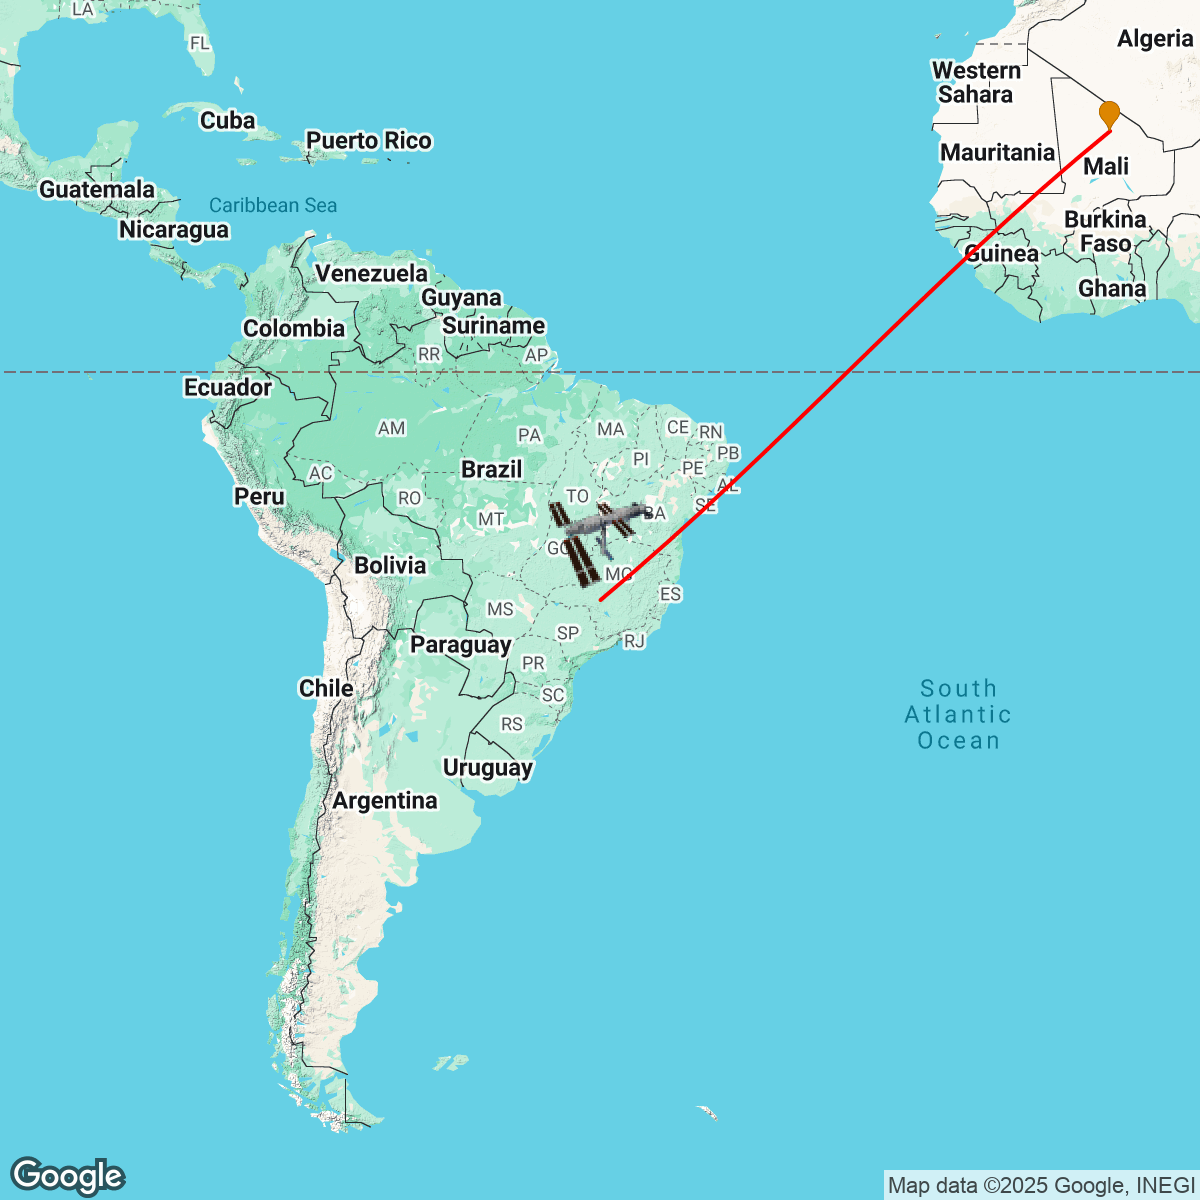 LA
FL
Algeria
Western
Sahara
Cuba
Puerto Rico
Mauritania
Mali
Guatemala
Caribbean Sea
Nicaragua
Burkina
Faso
Guinea
Venezuela
Ghana
Guyana
Suriname
Colombia
RR
AP
Ecuador
AM
PA
MA
CE
RN
PI
PB
Brazil
PE
AC
AL
Peru
RO
TO
SE
MT
BA
GO
Bolivia
MG
MS
ES
SP
RJ
Paraguay
PR
Chile
SC
South
Atlantic
Ocean
RS
Uruguay
Argentina
Google
Map data ©2025 Google, INEGI